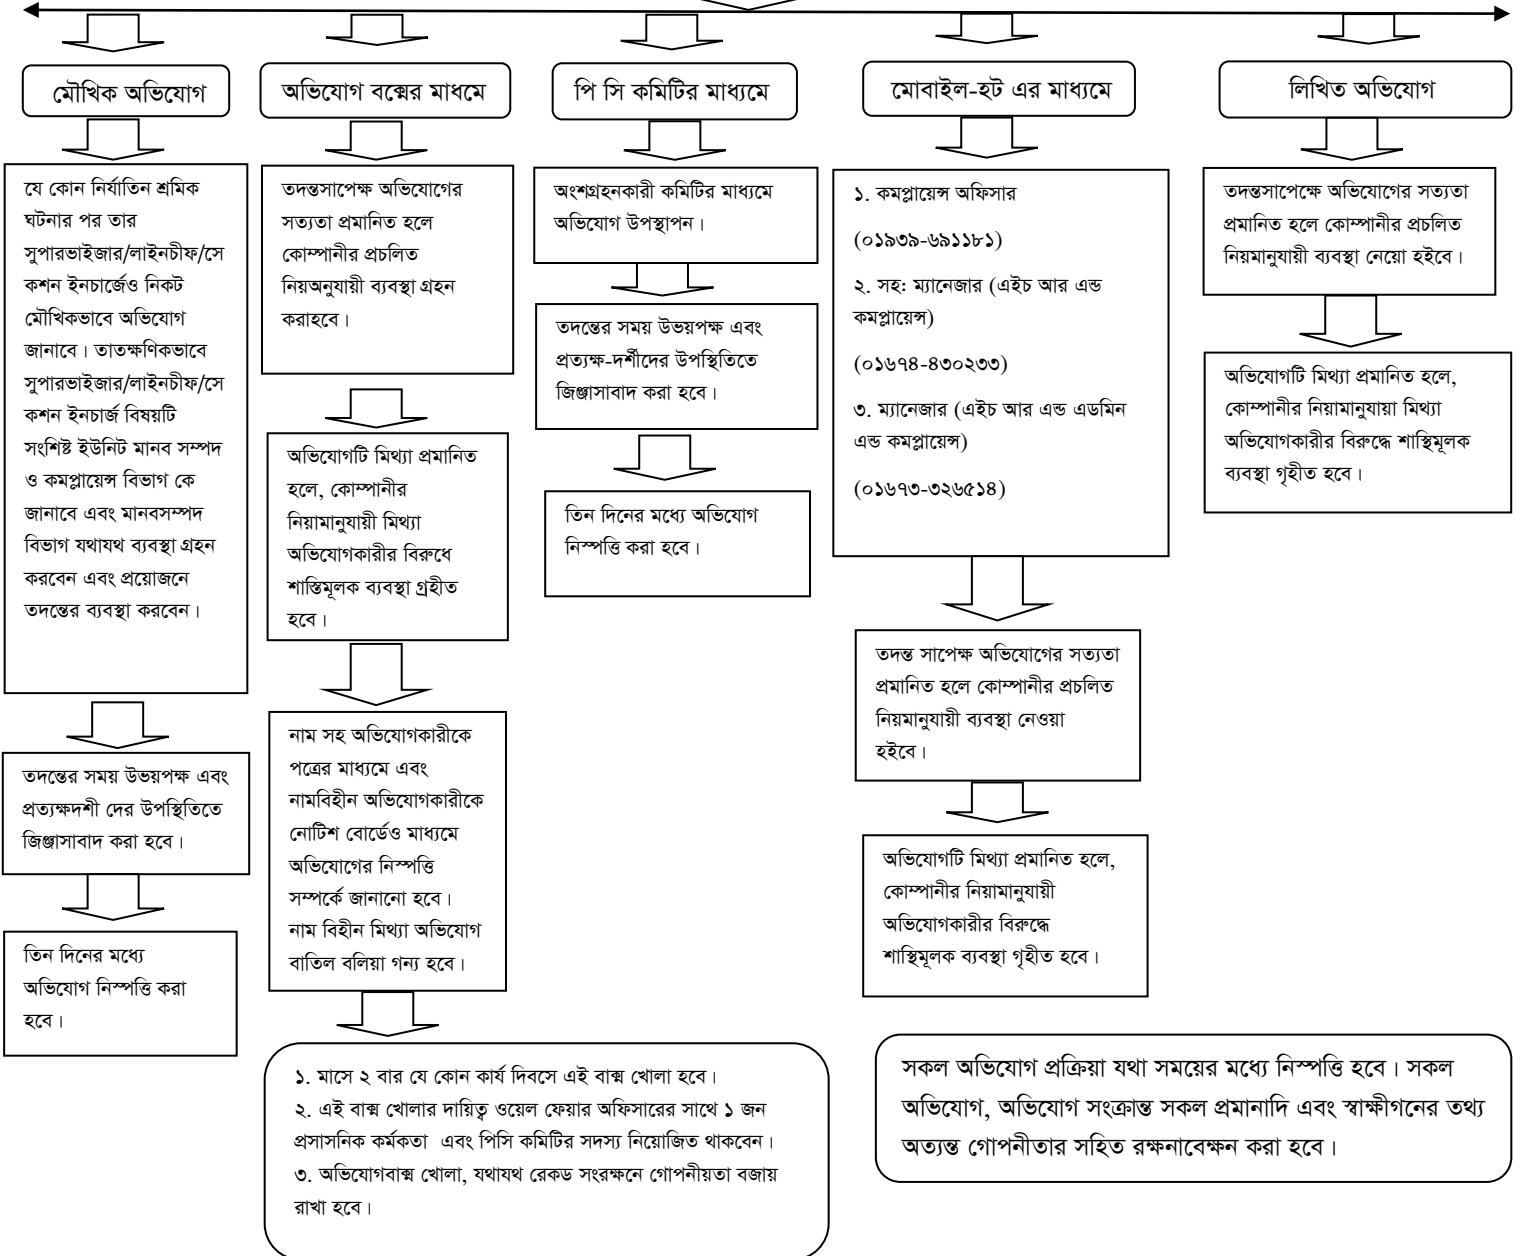 মৌখিক অভিযোগ
যে কোন নির্যাতিন শ্রমিক
ঘটনার পর তার
সুপারভাইজার/লাইনচীফ/সে
কশন ইনচার্জেও নিকট
মৌখিকভাবে অভিযোগ
জানাবে। তাতক্ষণিকভাবে
সুপারভাইজার/লাইনচীফ/সে
কশন ইনচার্জ বিষয়টি
সংশিষ্ট ইউনিট মানব সম্পদ
ও কমপ্লায়েন্স বিভাগ কে
জানাবে এবং মানবসম্পদ
বিভাগ যথাযথ ব্যবস্থা গ্রহন
করবেন এবং প্রয়োজনে
তদন্তের ব্যবস্থা করবেন।
তদন্তের সময় উভয়পক্ষ এবং
প্রত্যক্ষদশী দের উপস্থিতিতে
জিঞ্জাসাবাদ করা হবে।
তিন দিনের মধ্যে
অভিযোগ নিস্পত্তি করা
হবে।
অভিযোগ বক্সের মাধমে
তদন্তসাপেক্ষ অভিযোগের
সত্যতা প্রমানিত হলে
কোম্পানীর প্রচলিত
নিয়অনুযায়ী ব্যবস্থা গ্রহন
করাহবে।
অভিযোগটি মিথ্যা প্রমানিত
হলে, কোম্পানীর
নিয়ামানুযায়ী মিথ্যা
অভিযোগকারীর বিরুধে
শাস্তিমূলক ব্যবস্থা গ্রহীত
হবে।
নাম সহ অভিযোগকারীকে
পত্রের মাধ্যমে এবং
নামবিহীন অভিযোগকারীকে
নোটিশ বোর্ডেও মাধ্যমে
অভিযোগের নিস্পত্তি
সম্পর্কে জানানো হবে।
নাম বিহীন মিথ্যা অভিযোগ
বাতিল বলিয়া গন্য হবে।
১. মাসে ২ বার যে কোন কার্য দিবসে এই বাক্স খোলা হবে।
২. এই বাক্স খোলার দায়িত্ব ওয়েল ফেয়ার অফিসারের সাথে ১ জন
প্রসাসনিক কর্মকতা এবং পিসি কমিটির সদস্য নিয়োজিত থাকবেন।
৩. অভিযোগবাক্স খোলা, যথাযথ রেকড সংরক্ষনে গোপনীয়তা বজায়
রাখা হবে।
পি সি কমিটির মাধ্যমে
অংশগ্রহনকারী কমিটির মাধ্যমে
অভিযোগ উপস্থাপন।
তদন্তের সময় উভয়পক্ষ এবং
প্রত্যক্ষ-দর্শীদের উপস্থিতিতে
জিঞ্জাসাবাদ করা হবে।
তিন দিনের মধ্যে অভিযোগ
নিস্পত্তি করা হবে।
মোবাইল-হট এর মাধ্যমে
১. কমপ্লায়েন্স অফিসার
(০১৯৩৯-৬৯১১৮১)
২. সহ: ম্যানেজার (এইচ আর এন্ড
কমপ্লায়েন্স)
(০১৬৭৪-৪৩০২৩৩)
৩. ম্যানেজার (এইচ আর এন্ড এডমিন
এন্ড কমপ্লায়েন্স)
(০১৬৭৩-৩২৬৫১৪)
তদন্ত সাপেক্ষ অভিযোগের সত্যতা
প্রমানিত হলে কোম্পানীর প্রচলিত
নিয়মানুযায়ী ব্যবস্থা নেওয়া
হইবে।
অভিযোগটি মিথ্যা প্রমানিত হলে,
কোম্পানীর নিয়ামানুযায়ী
অভিযোগকারীর বিরুদ্ধে
শাস্থিমূলক ব্যবস্থা গৃহীত হবে।
লিখিত অভিযোগ
তদন্তসাপেক্ষে অভিযোগের সত্যতা
প্রমানিত হলে কোম্পানীর প্রচলিত
নিয়মানুযায়ী ব্যবস্থা নেয়ো হইবে।
অভিযোগটি মিথ্যা প্রমানিত হলে,
কোম্পানীর নিয়ামানুযায়া মিথ্যা
অভিযোগকারীর বিরুদ্ধে শাস্থিমূলক
ব্যবস্থা গৃহীত হবে।
সকল অভিযোগ প্রক্রিয়া যথা সময়ের মধ্যে নিস্পত্তি হবে। সকল
অভিযোগ, অভিযোগ সংক্রান্ত সকল প্রমানাদি এবং স্বাক্ষীগনের তথ্য
অত্যন্ত গোপনীতার সহিত রক্ষনাবেক্ষন করা হবে।